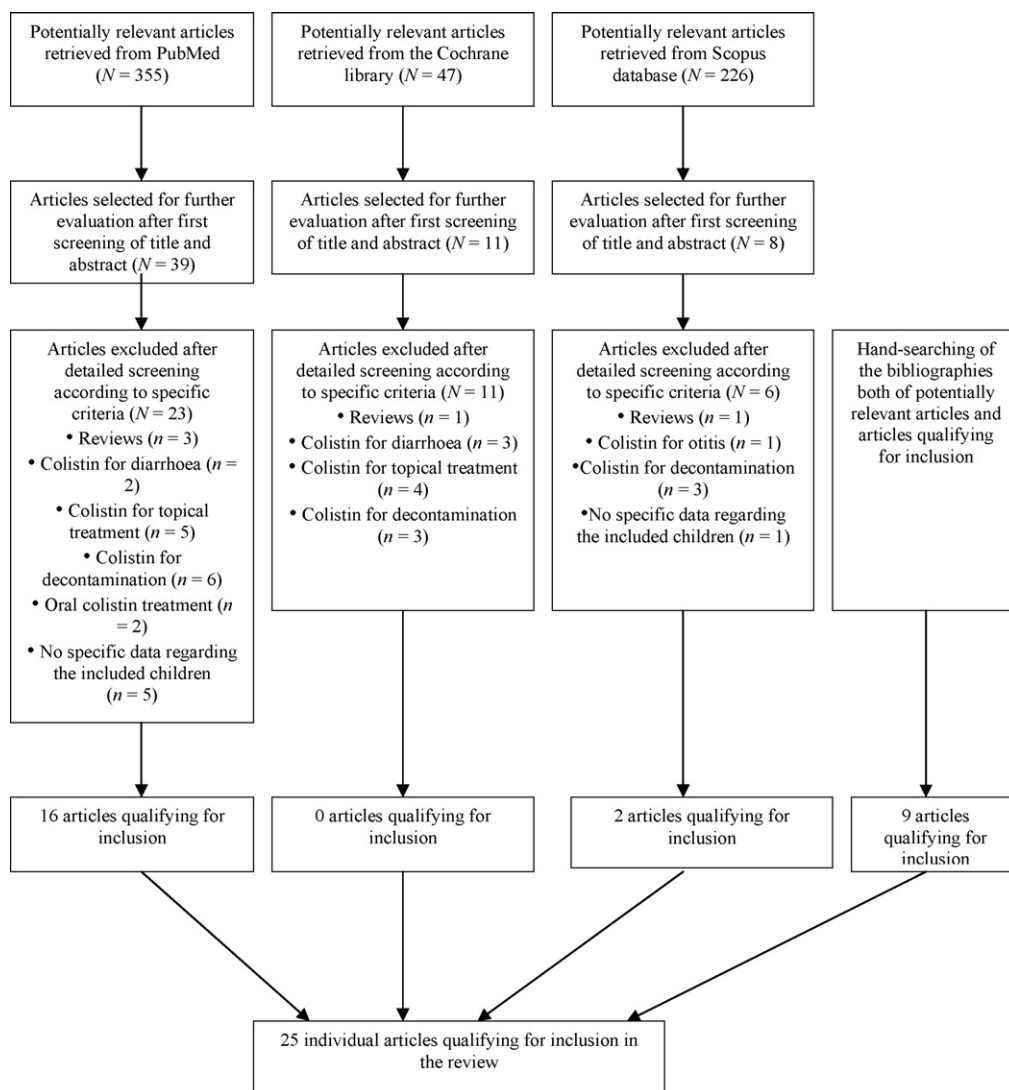 Potentially relevant articles
retrieved from PubMed
(N = 355)
Potentially relevant articles
retrieved from the Cochrane
library (N = 47)
Potentially relevant articles
retrieved from Scopus
database (N = 226)
Articles selected for further
evaluation after first
screening of title and
abstract (N = 39)
Articles selected for further
evaluation after first screening
of title and abstract (N = 11)
Articles selected for further
evaluation after first screening
of title and abstract (N = 8)
Articles excluded after
detailed screening
according to specific
criteria (N = 23)
• Reviews (n = 3)
• Colistin for diarrhoea (n =
2)
• Colistin for topical
treatment (n = 5)
• Colistin for
decontamination (n = 6)
• Oral colistin treatment (n
= 2)
• No specific data regarding
the included children
(n = 5)
Articles excluded after
detailed screening according
to specific criteria (N = 11)
• Reviews (n = 1)
• Colistin for diarrhoea (n = 3)
• Colistin for topical treatment
(n = 4)
• Colistin for decontamination
(n = 3)
Articles excluded after
detailed screening according
to specific criteria (N = 6)
• Reviews (n = 1)
• Colistin for otitis (n = 1)
•Colistin for decontamination
(n = 3)
•No specific data regarding
the included children (n = 1)
Hand-searching of
the bibliographies
both of potentially
relevant articles and
articles qualifying
for inclusion
16 articles qualifying for
inclusion
0 articles qualifying for
inclusion
2 articles qualifying for
inclusion
9 articles
qualifying for
inclusion
25 individual articles qualifying for inclusion in
the review